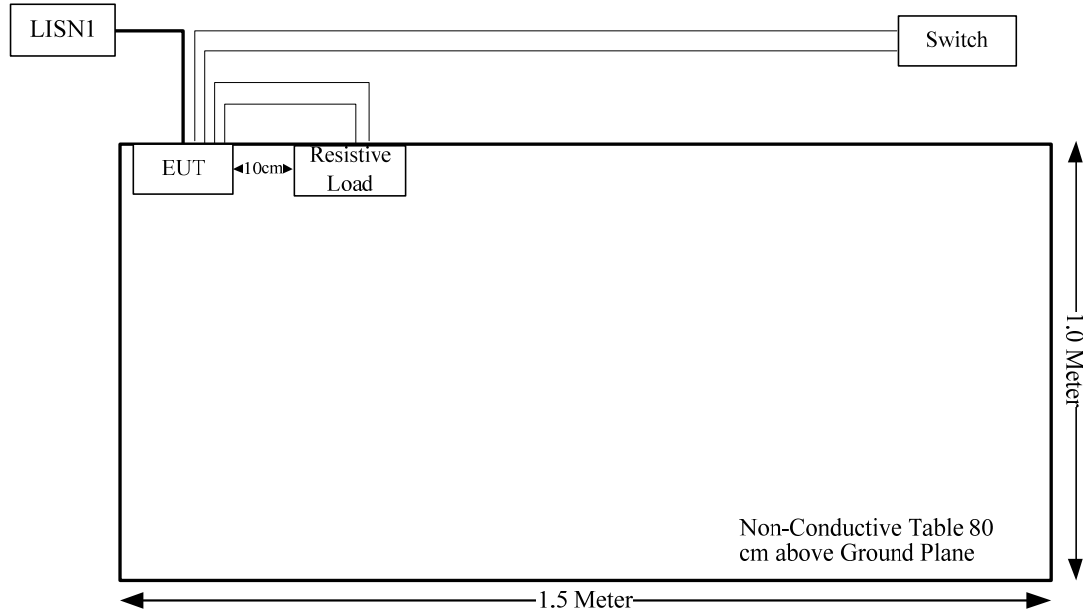 LISN1
Switch
EUT
10cm
Resistive
Load
1.0 Meter
Non-Conductive Table 80
cm above Ground Plane
1.5 Meter